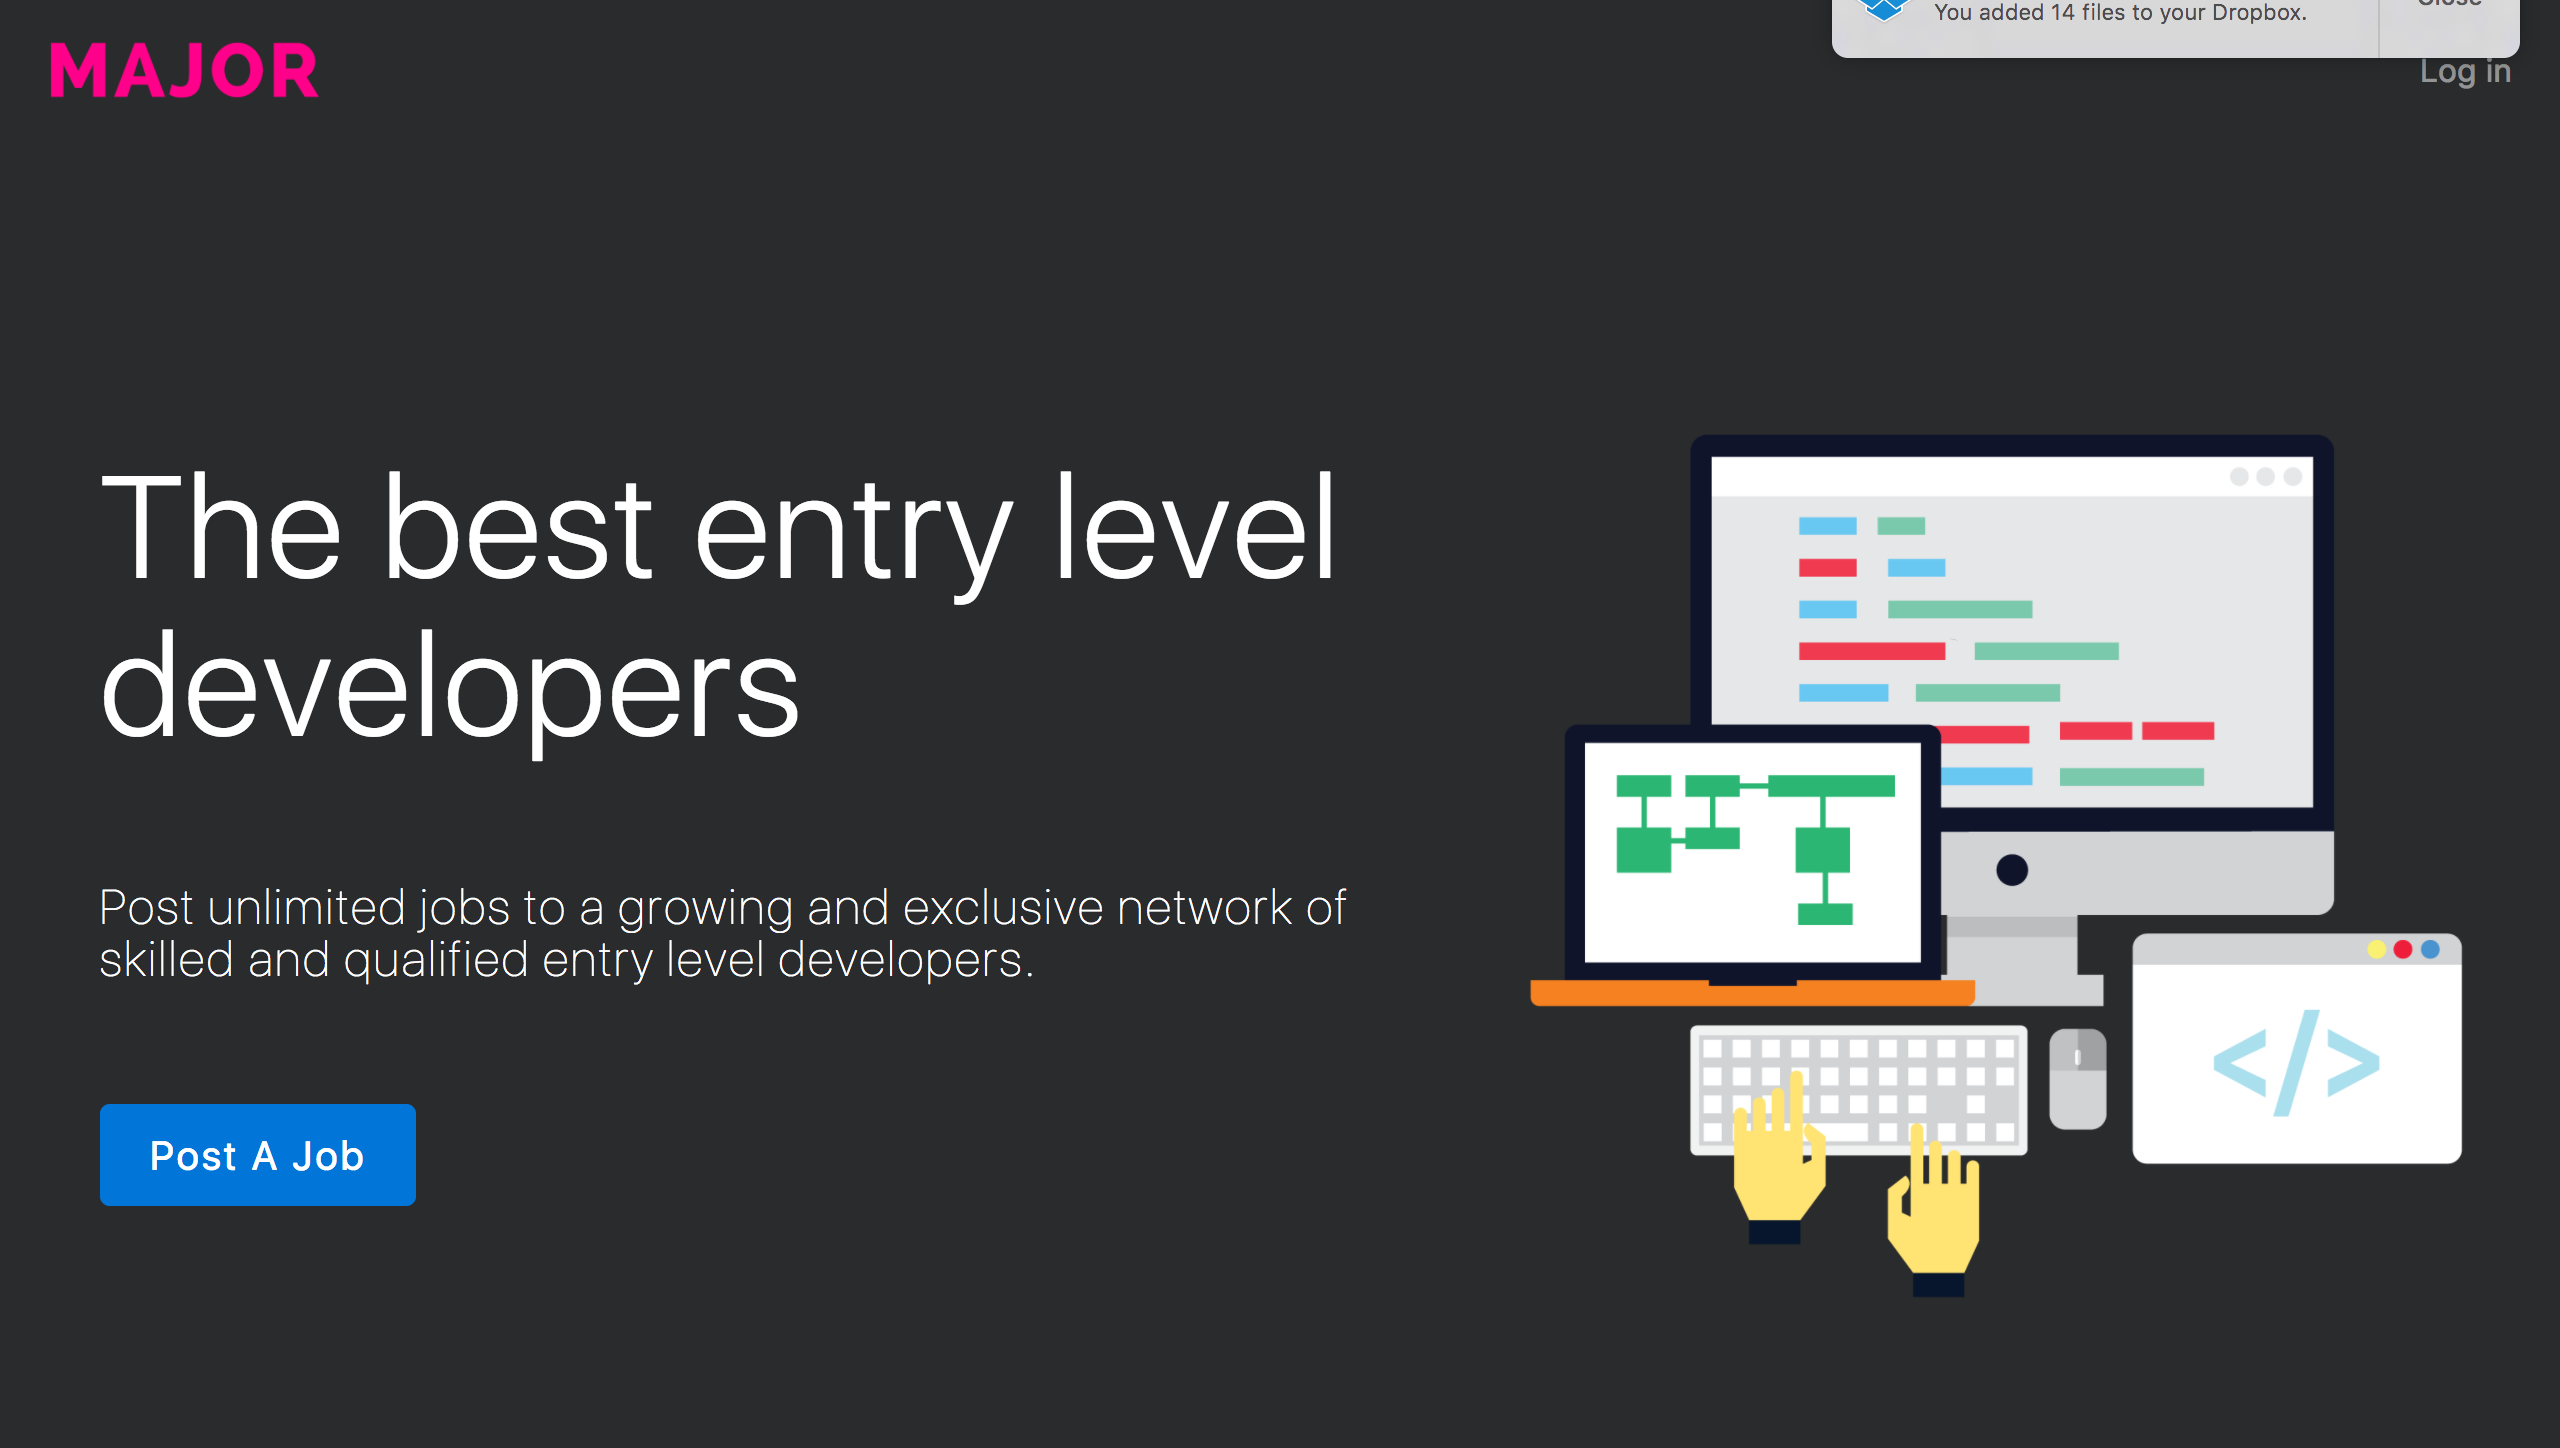 You added 14 files to your Dropbox.
Close
MAJOR
Log in
The best entry level
developers
Post unlimited jobs to a growing and exclusive network of
skilled and qualified entry level developers.
Post A Job
</>